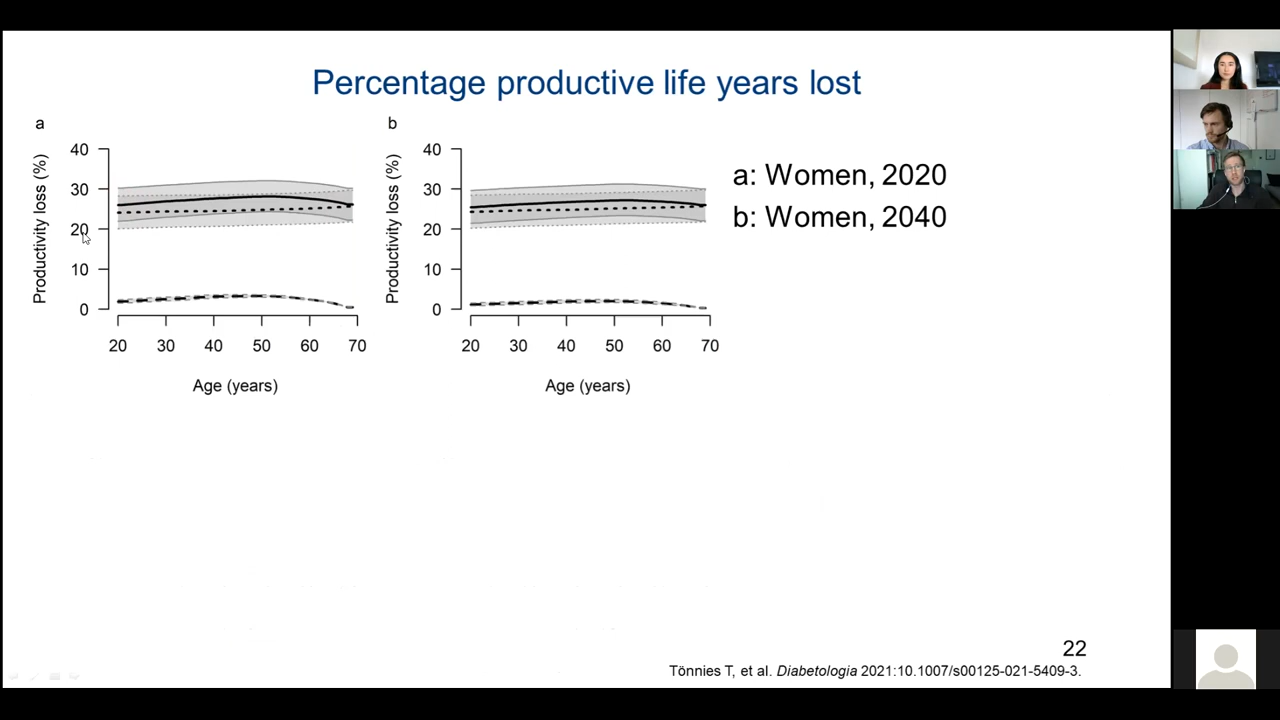 Percentage productive life years lost
a
40
30
20
10
0
Productivity loss (%)
20 30 40 50 60 70
Age (years)
b
40
30
20
10
0
Productivity loss (%)
20 30 40 50 60 70
Age (years)
a: Women, 2020
b: Women, 2040
22
Tönnies T, et al. Diabetologia 2021:10.1007/s00125-021-5409-3.